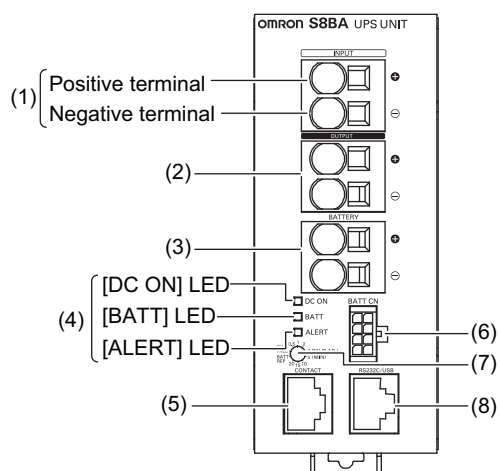 OMRON S8BA UPS UNIT
INPUT
(1)
Positive terminal
Negative terminal
OUTPUT
(2)
BATTERY
(3)
(4)
[DC ON] LED
[BATT] LED
[ALERT] LED
DC ON
BATT
ALERT
BATT CN
(6)
(7)
CONTACT
RS232C/USB
(5)
(8)